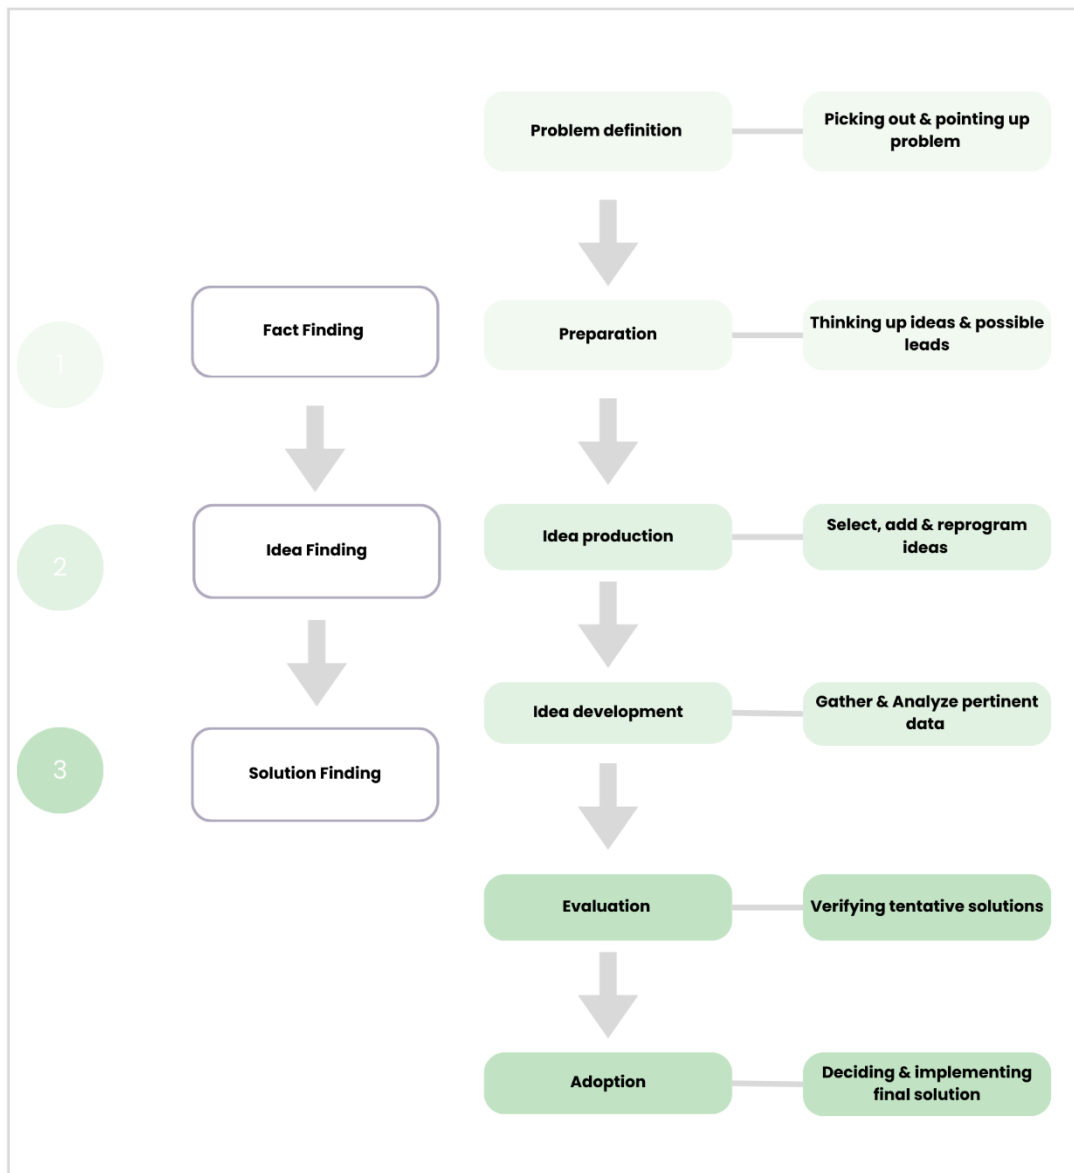 Problem definition
Picking out & pointing up
problem
1
Fact Finding
Preparation
Thinking up ideas & possible
leads
2
Idea Finding
Idea production
Select, add & reprogram
ideas
Idea development
Gather & Analyze pertinent
data
3
Solution Finding
Evaluation
Verifying tentative solutions
Adoption
Deciding & implementing
final solution